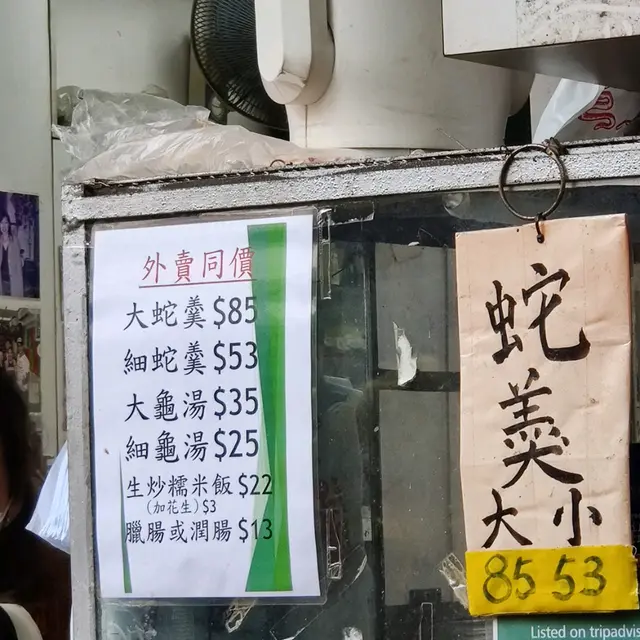 外賣同價
大蛇羹$85
細蛇羹$53
大龜湯$35
細龜湯$25
生炒糯米飯$22
(加花生)$3
臘腸或潤腸$13
蛇
羹
大 小
85 53
Listed on tripadvis